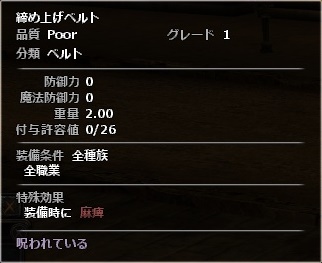 締め上げベルト
品質 Poor グレード 1
分類 ベルト
防御力 0
魔法防御力 0
重量 2.00
付与許容値 0/26
装備条件 全種族
全職業
特殊効果
装備時に 麻痺
呪われている